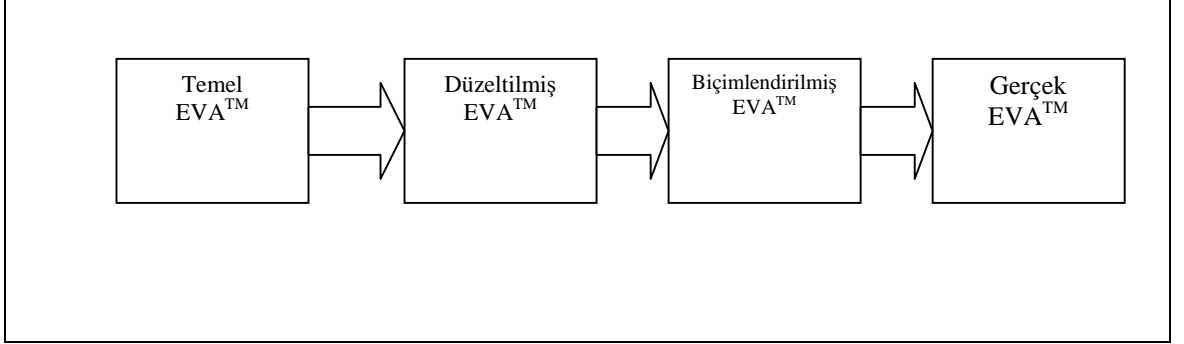 Temel
EVA™
Düzeltilmiş
EVA™
Biçimlendirilmiş
EVA™
Gerçek
EVA™